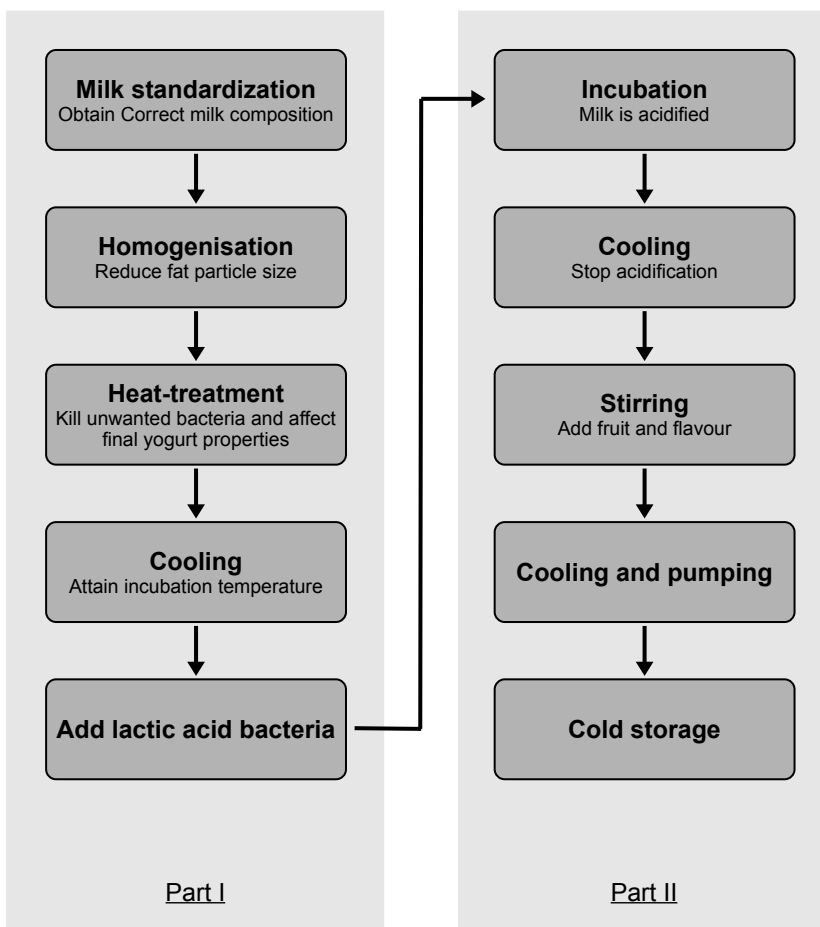 Milk standardization
Obtain Correct milk composition
Homogenisation
Reduce fat particle size
Heat-treatment
Kill unwanted bacteria and affect
final yogurt properties
Cooling
Attain incubation temperature
Add lactic acid bacteria
Part I
Incubation
Milk is acidified
Cooling
Stop acidification
Stirring
Add fruit and flavour
Cooling and pumping
Cold storage
Part II